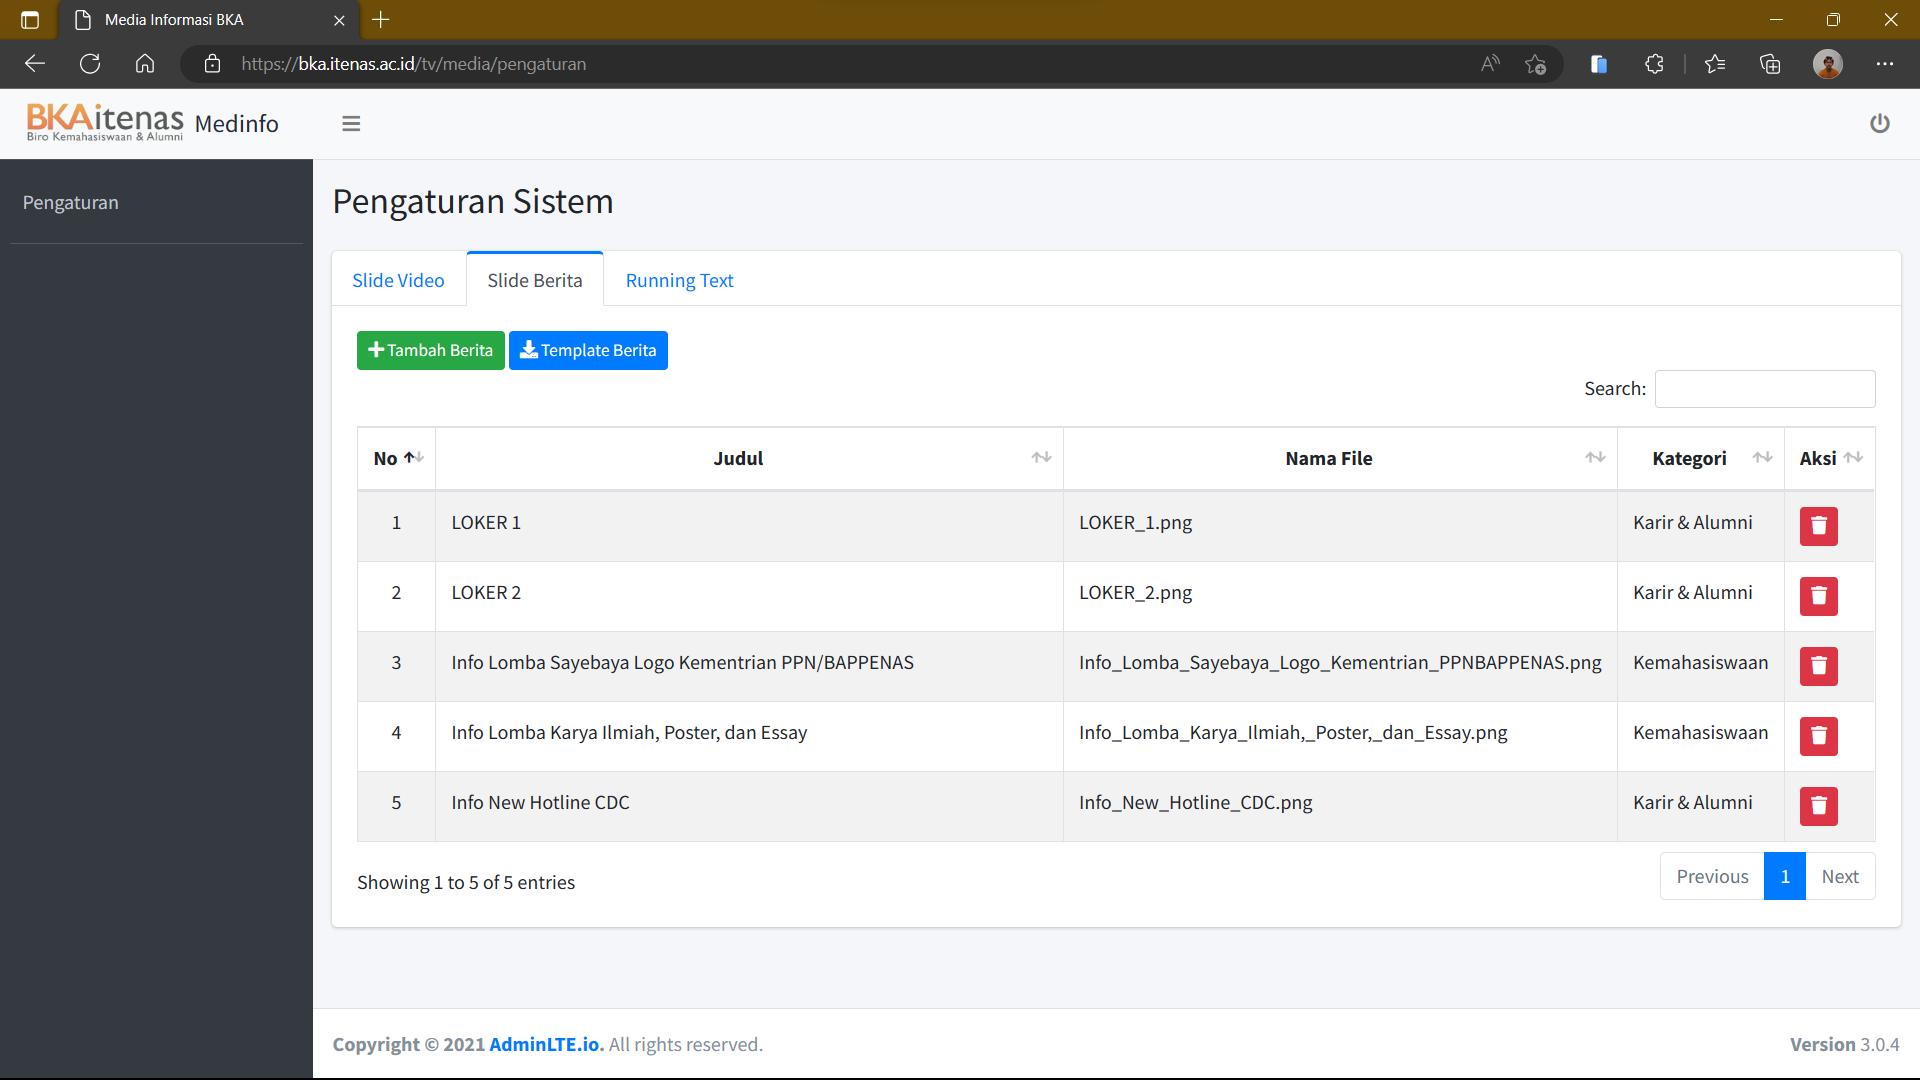 Media Informasi BKA
https://bka.itenas.ac.id/tv/media/pengaturan
BKAitenas Medinfo
Biro Kemahasiswaan & Alumni
Pengaturan
Pengaturan Sistem
Slide Video Slide Berita Running Text
Tambah Berita Template Berita
Search:
No Judul Nama File Kategori Aksi
1 LOKER 1 LOKER_1.png Karir & Alumni
2 LOKER 2 LOKER_2.png Karir & Alumni
3 Info Lomba Sayebaya Logo Kementrian PPN/BAPPENAS Info_Lomba_Sayebaya_Logo_Kementrian_PPNBAPPENAS.png Kemahasiswaan
4 Info Lomba Karya Ilmiah, Poster, dan Essay Info_Lomba_Karya_Ilmiah,_Poster,_dan_Essay.png Kemahasiswaan
5 Info New Hotline CDC Info_New_Hotline_CDC.png Karir & Alumni
Showing 1 to 5 of 5 entries
Previous 1 Next
Copyright © 2021 AdminLTE.io. All rights reserved.
Version 3.0.4